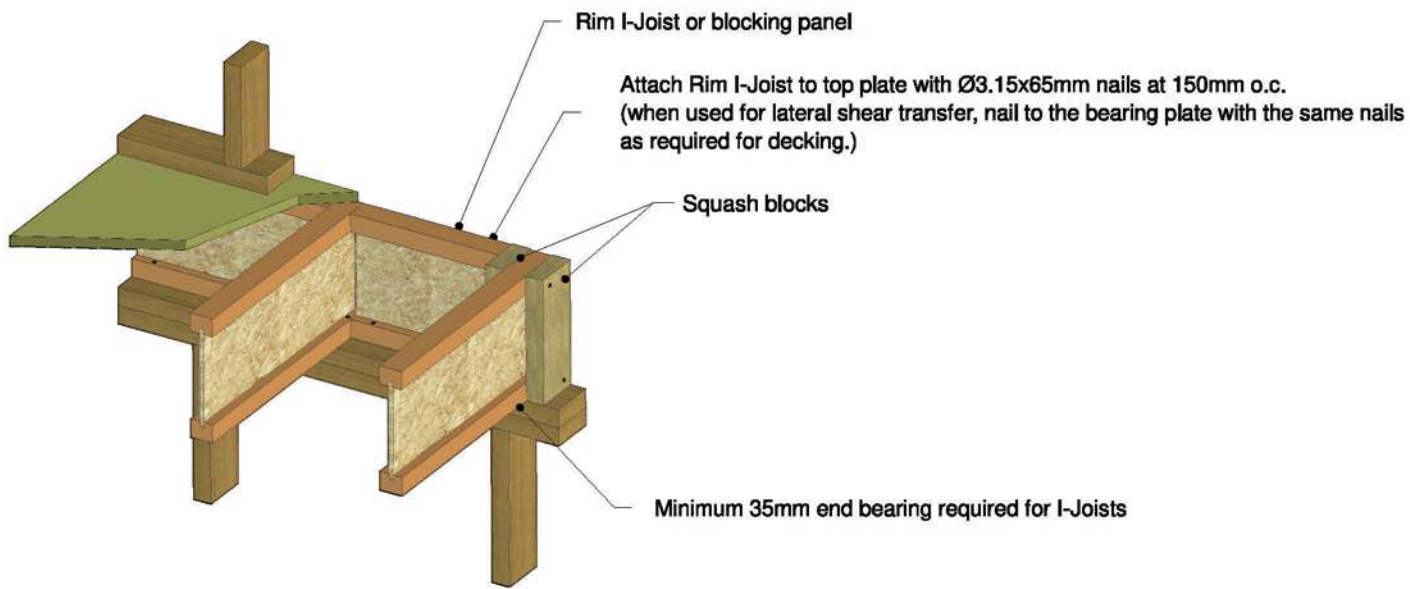 Rim I-Joist or blocking panel
Attach Rim I-Joist to top plate with Ø3.15x65mm nails at 150mm o.c.
(when used for lateral shear transfer, nail to the bearing plate with the same nails
as required for decking.)
Squash blocks
Minimum 35mm end bearing required for I-Joists